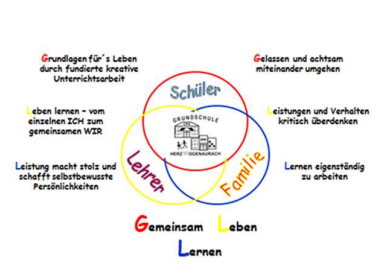 Grundlagen für´s Leben
durch fundierte kreative
Unterrichtsarbeit
Gelassen und achtsam
miteinander umgehen
Schüler
Leben lernen - vom
einzelnen ICH zum
gemeinsamen WIR
GRUNDSCHULE
HERZOGENAURACH
Leistungen und Verhalten
kritisch überdenken
Leistung macht stolz und
schafft selbstbewusste
Persönlichkeiten
Lehrer
Familie
Lernen eigenständig
zu arbeiten
Gemeinsam Leben
Lernen